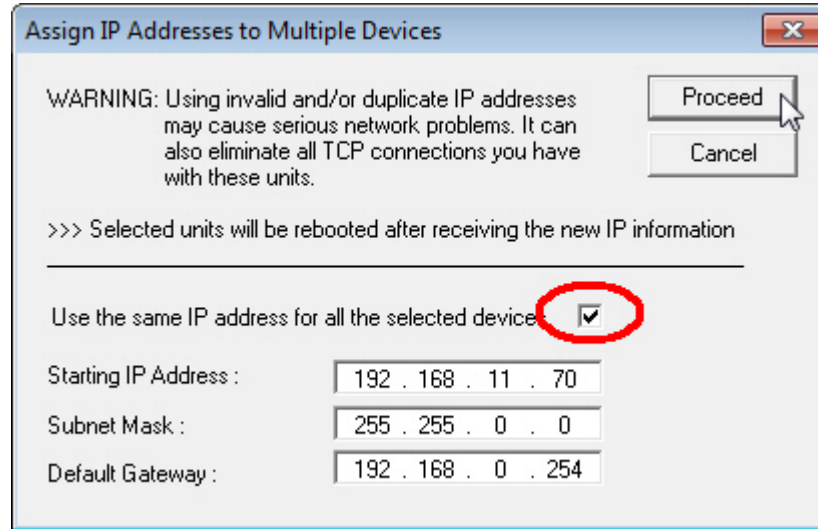 Assign IP Addresses to Multiple Devices
WARNING: Using invalid and/or duplicate IP addresses
may cause serious network problems. It can
also eliminate all TCP connections you have
with these units.
Proceed
Cancel
>>> Selected units will be rebooted after receiving the new IP information
Use the same IP address for all the selected device
Starting IP Address :
192 . 168 . 11 . 70
Subnet Mask :
255 . 255 . 0 . 0
Default Gateway :
192 . 168 . 0 . 254